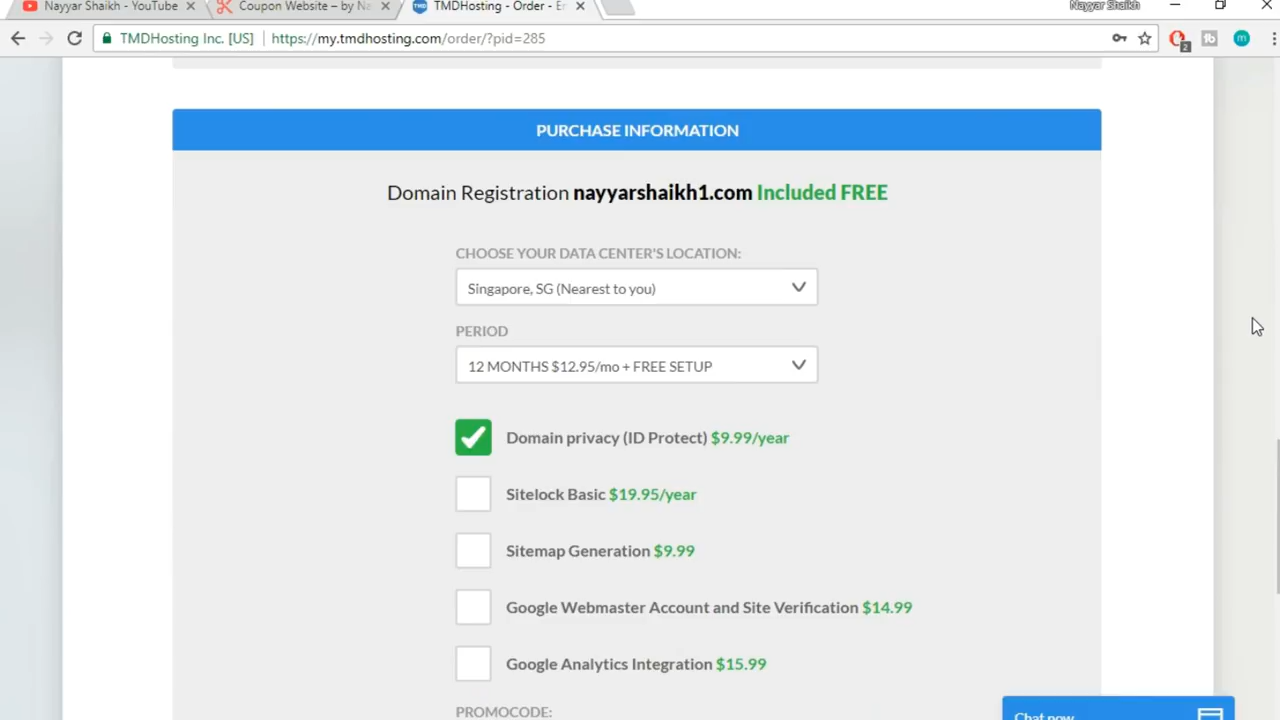 Nayyar Shaikh - YouTube
Coupon Website – by Na
TMDHosting - Order - E
Nayyar Shaikh
TMDHosting Inc. [US]
https://my.tmdhosting.com/order/?pid=285
2
fb
m
PURCHASE INFORMATION
Domain Registration nayyarshaikh1.com Included FREE
CHOOSE YOUR DATA CENTER'S LOCATION:
Singapore, SG (Nearest to you)
PERIOD
12 MONTHS $12.95/mo + FREE SETUP
Domain privacy (ID Protect) $9.99/year
Sitelock Basic $19.95/year
Sitemap Generation $9.99
Google Webmaster Account and Site Verification $14.99
Google Analytics Integration $15.99
PROMOCODE:
Chat now